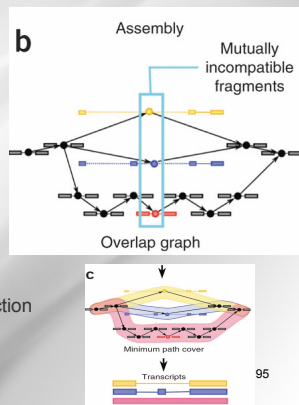 b
Assembly
Mutually
incompatible
fragments
Overlap graph
ction
c
Minimum path cover
Transcripts
95